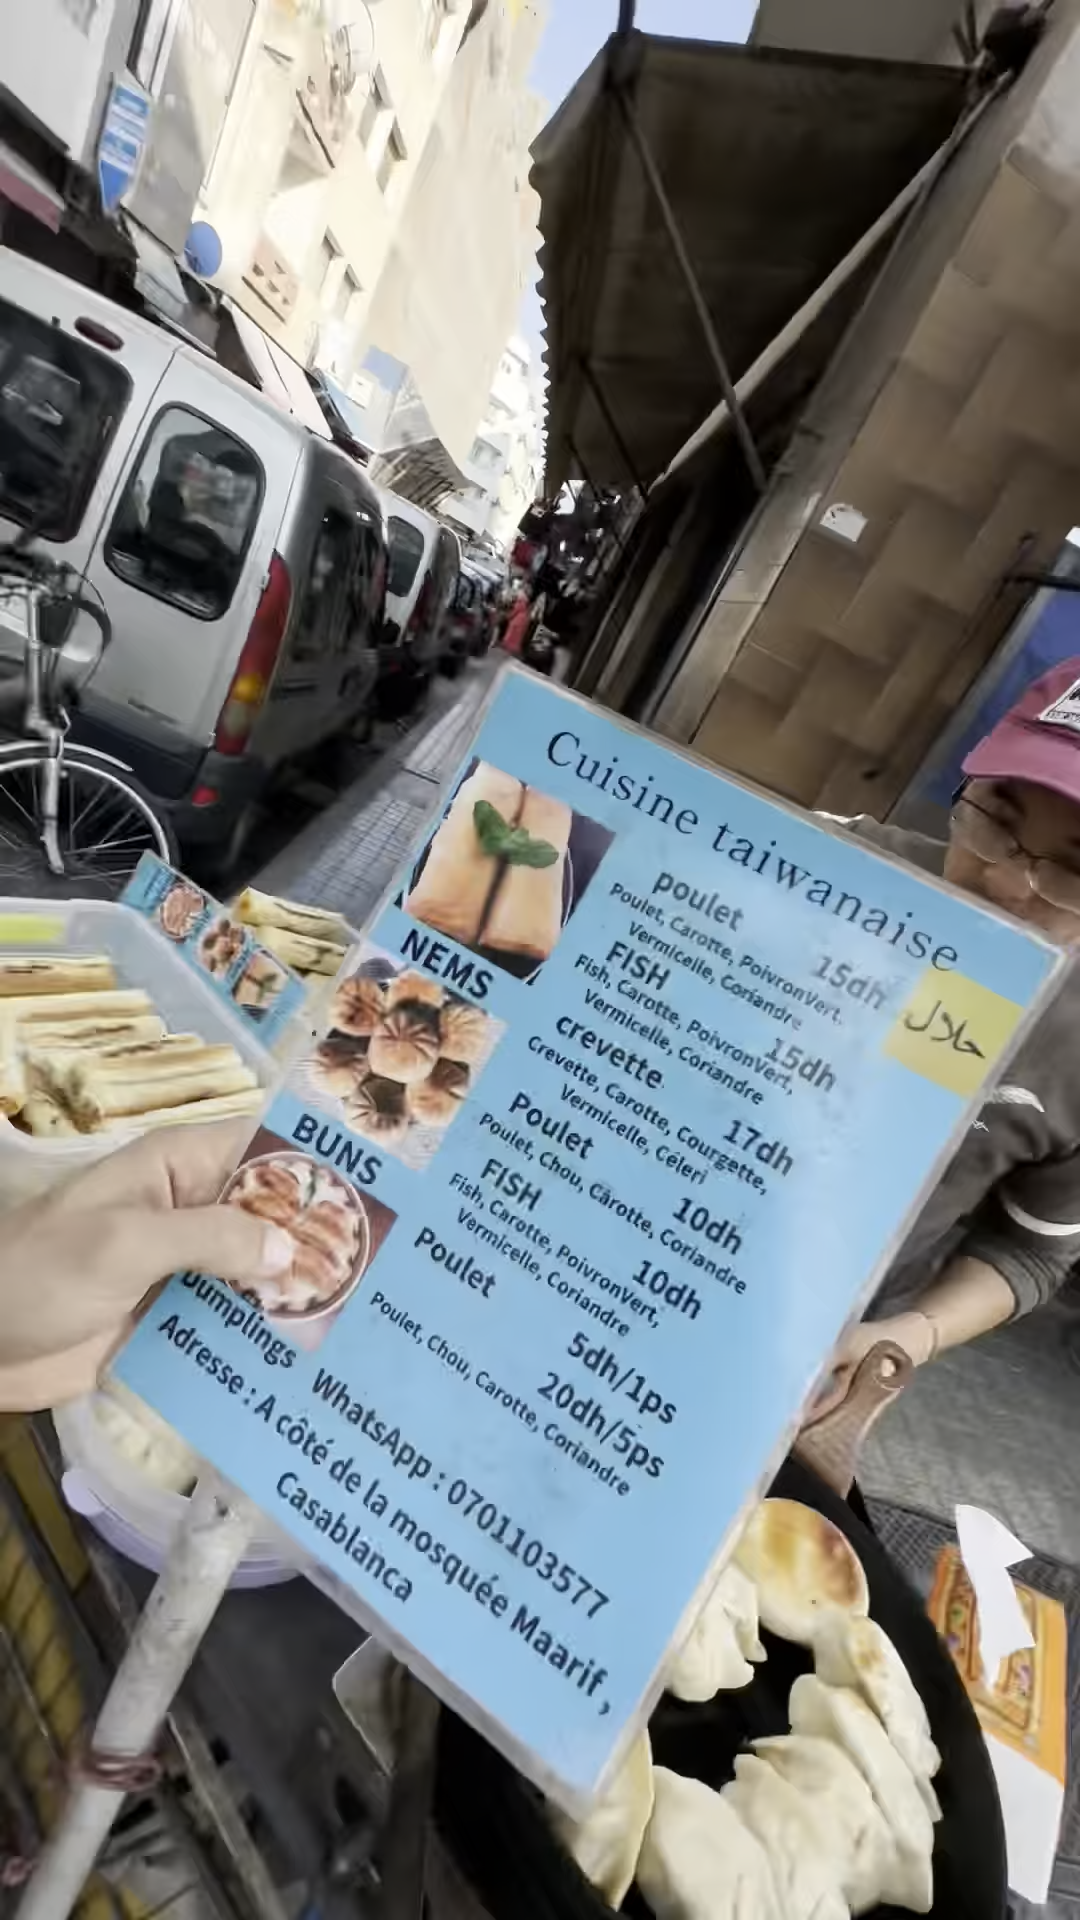 Cuisine taiwanaise
حلال
NEMS
poulet
15dh
Poulet, Carotte, PoivronVert,
Vermicelle, Coriandre
FISH
15dh
Fish, Carotte, PoivronVert,
Vermicelle, Coriandre
crevette
17dh
Crevette, Carotte, Courgette,
Vermicelle, Céleri
BUNS
Poulet
10dh
Poulet, Chou, Carotte, Coriandre
FISH
10dh
Fish, Carotte, PoivronVert,
Vermicelle, Coriandre
Dumplings
Poulet
5dh/1ps
20dh/5ps
Poulet, Chou, Carotte, Coriandre
WhatsApp : 0701103577
Adresse : A côté de la mosquée Maarif ,
Casablanca